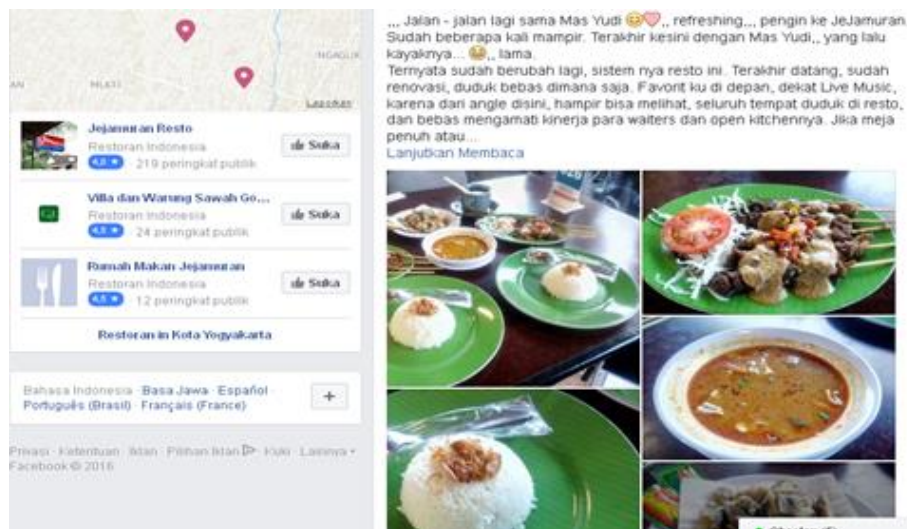 NGAGLIK
MLATI
Jejamuran Resto
Restoran Indonesia
219 peringkat publik
Suka
Villa dan Warung Sawah Go...
Restoran Indonesia
24 peringkat publik
Suka
Rumah Makan Jejamuran
Restoran Indonesia
4,5 ★ · 12 peringkat publik
Suka
Restoran in Kota Yogyakarta
Bahasa Indonesia · Basa Jawa · Español ·
Português (Brasil) · Français (France)
+
Privasi · Ketentuan · Iklan · Pilihan Iklan · Kuki · Lainnya
Facebook © 2016
,,, Jalan - jalan lagi sama Mas Yudi 😊❤,, refreshing,,, pengin ke JeJamuran.
Sudah beberapa kali mampir. Terakhir kesini dengan Mas Yudi,, yang lalu
kayaknya... 😂,, lama.
Ternyata sudah berubah lagi, sistem nya resto ini. Terakhir datang, sudah
renovasi, duduk bebas dimana saja. Favorit ku di depan, dekat Live Music,
karena dari angle disini, hampir bisa melihat, seluruh tempat duduk di resto,
dan bebas mengamati kinerja para waiters dan open kitchennya. Jika meja
penuh atau...
Lanjutkan Membaca